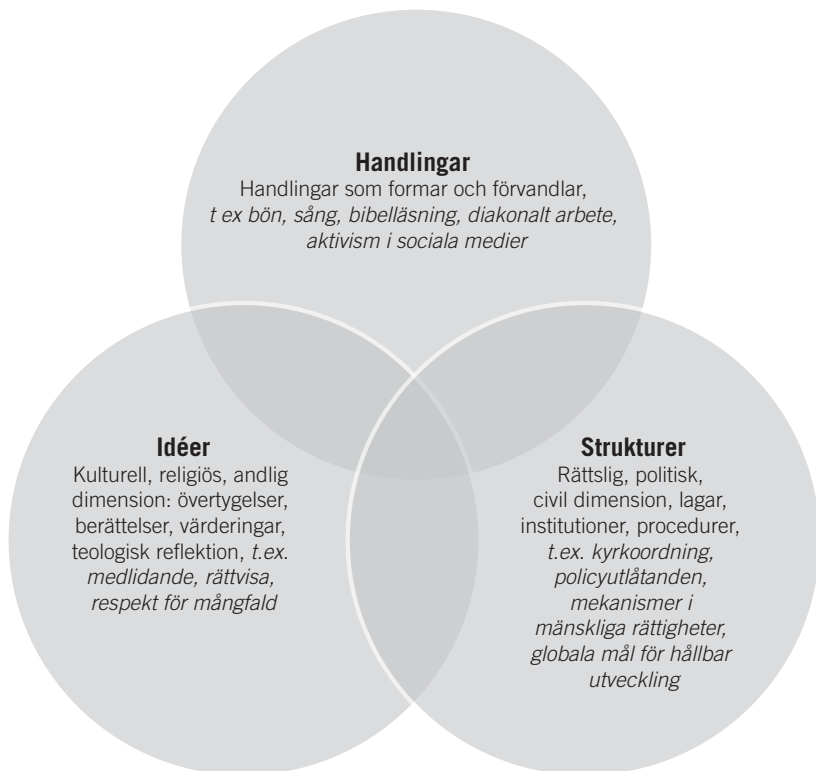 Handlingar
Handlingar som formar och förvandlar,
t ex bön, sång, bibelläsning, diakonalt arbete,
aktivism i sociala medier
Idéer
Kulturell, religiös, andlig
dimension: övertygelser,
berättelser, värderingar,
teologisk reflektion, t.ex.
medlidande, rättvisa,
respekt för mångfald
Strukturer
Rättslig, politisk,
civil dimension, lagar,
institutioner, procedurer,
t.ex. kyrkoordning,
policyutlåtanden,
mekanismer i
mänskliga rättigheter,
globala mål för hållbar
utveckling